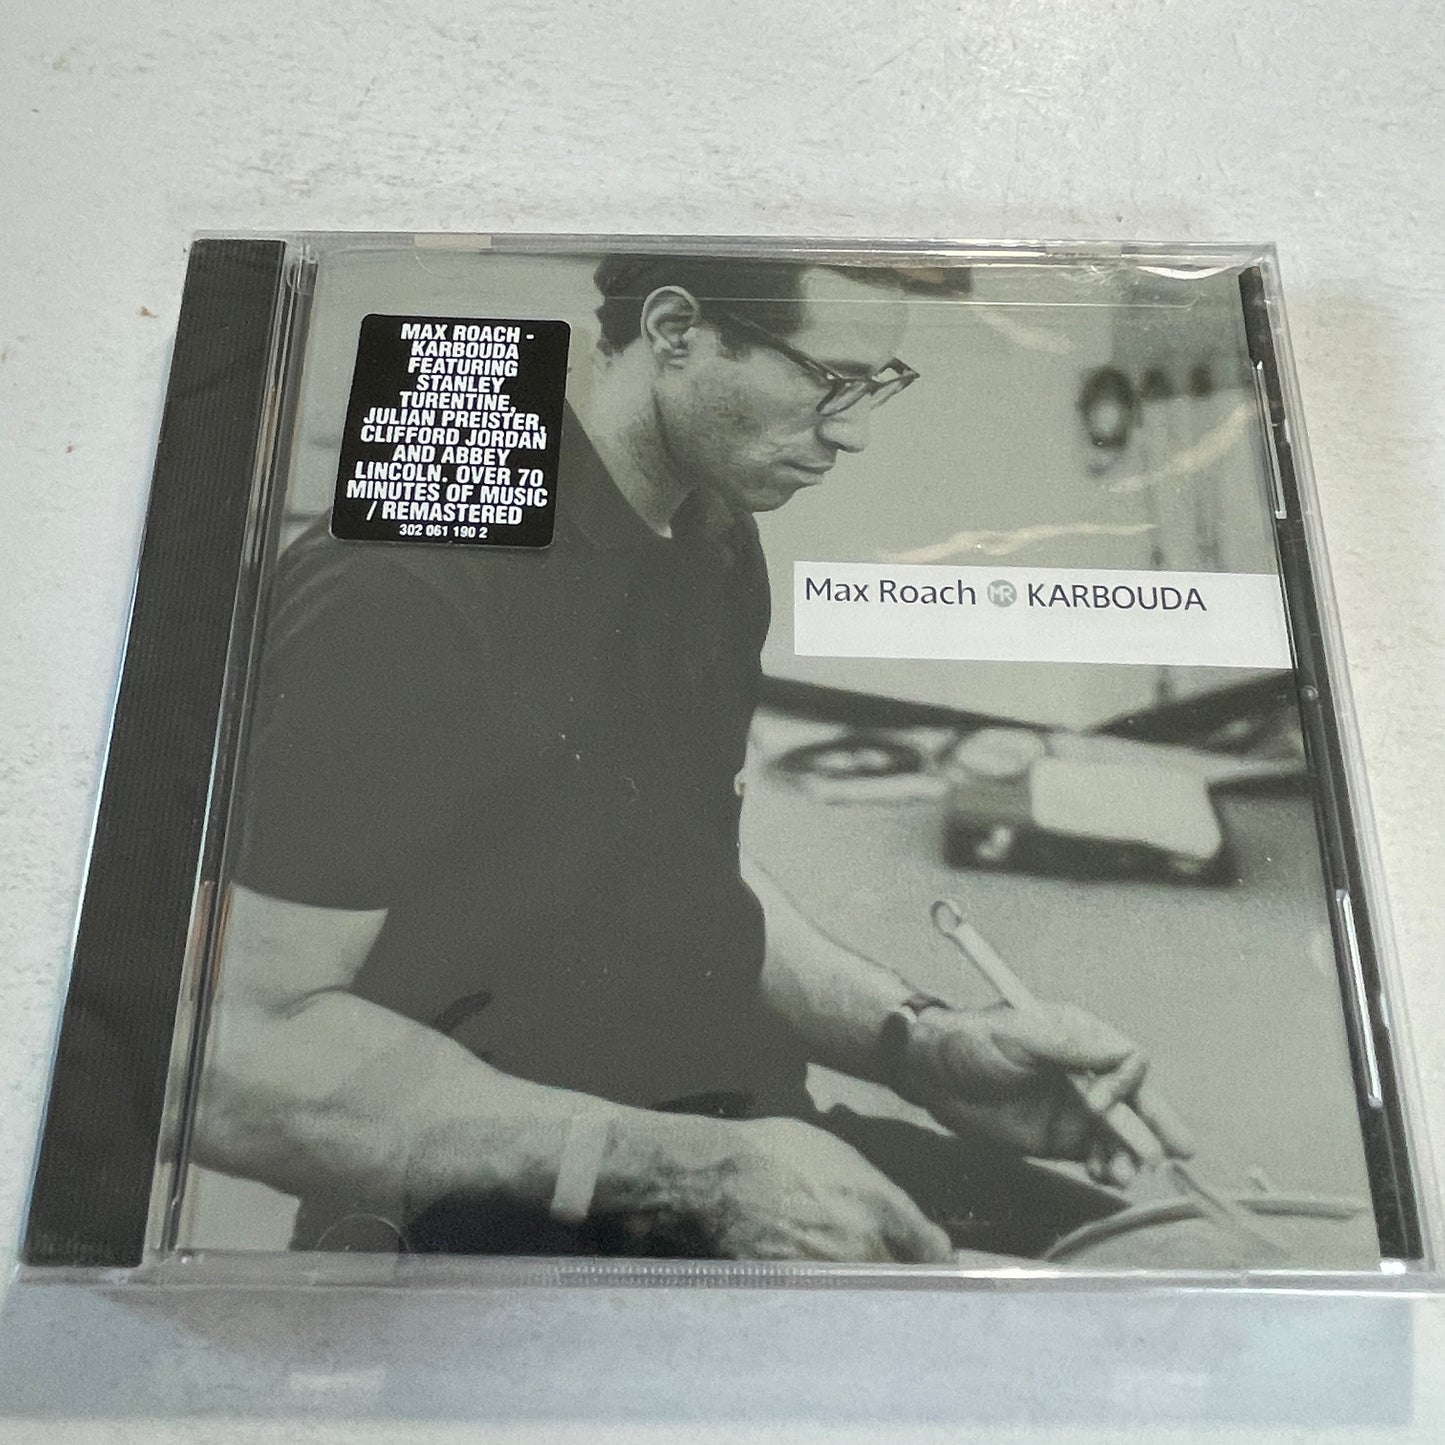 MAX ROACH -
KARBOUDA
FEATURING
STANLEY
TURENTINE,
JULIAN PREISTER,
CLIFFORD JORDAN
AND ABBEY
LINCOLN. OVER 70
MINUTES OF MUSIC
/ REMASTERED
302 061 190 2
Max Roach MR KARBOUDA